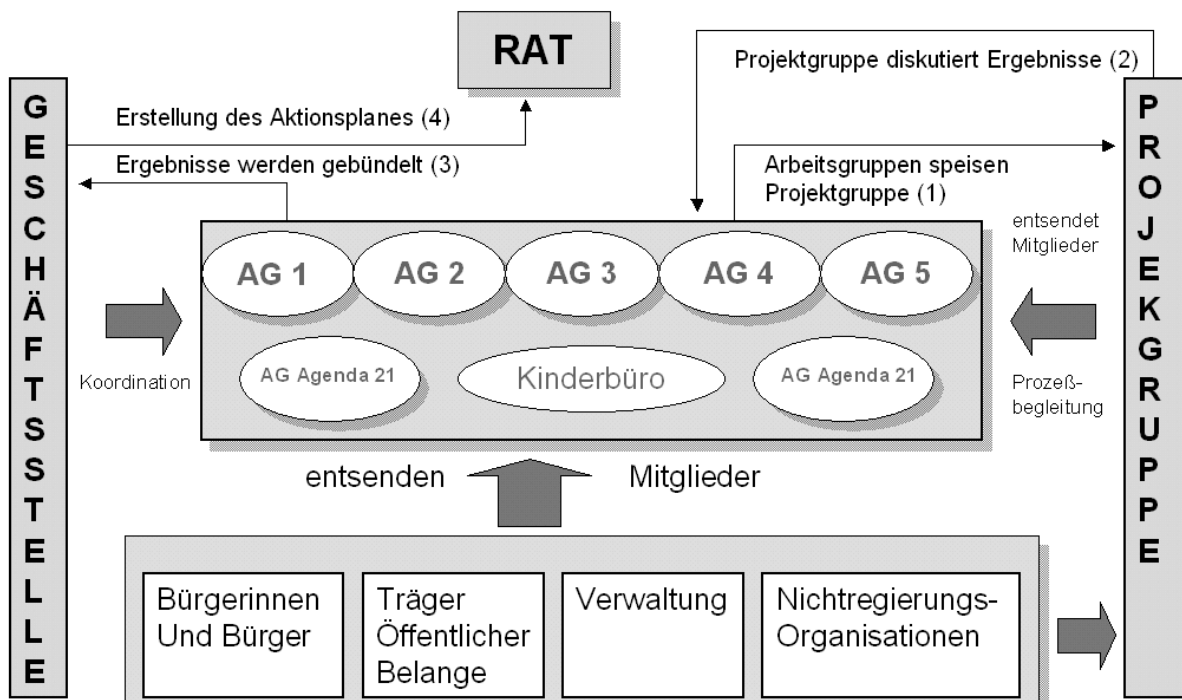 RAT
Projektgruppe diskutiert Ergebnisse (2)
GESCHÄFTSSTELLE
Erstellung des Aktionsplanes (4)
Ergebnisse werden gebündelt (3)
Arbeitsgruppen speisen
Projektgruppe (1)
PROJEKGRUPPE
entsendet
Mitglieder
AG 1
AG 2
AG 3
AG 4
AG 5
Koordination
AG Agenda 21
Kinderbüro
AG Agenda 21
Prozeß-
begleitung
entsenden Mitglieder
Bürgerinnen
Und Bürger
Träger
Öffentlicher
Belange
Verwaltung
Nichtregierungs-
Organisationen